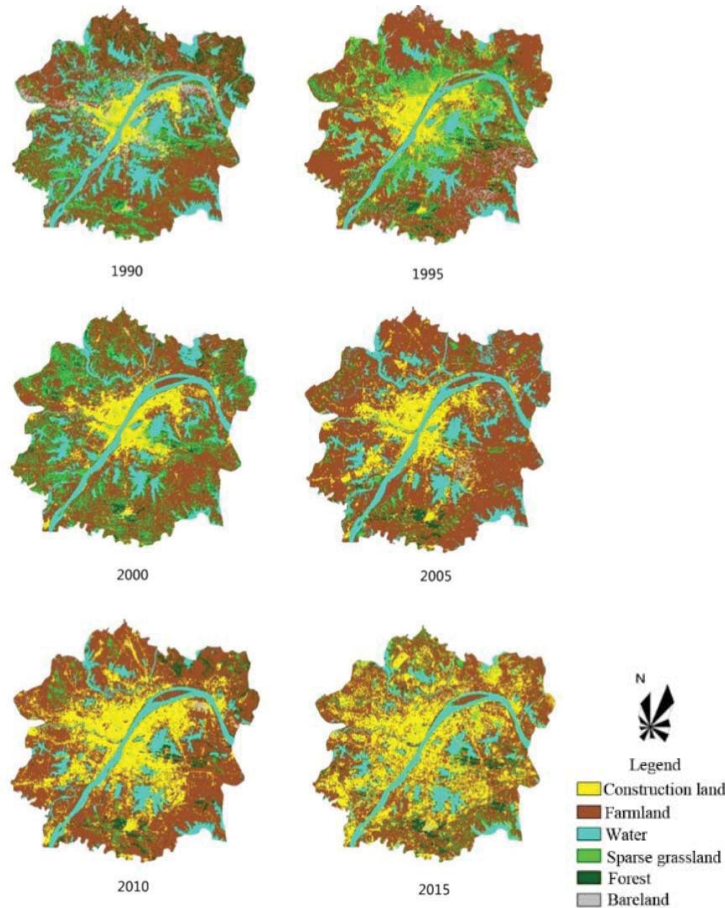 1990
1995
2000
2005
2010
2015
N
Legend
Construction land
Farmland
Water
Sparse grassland
Forest
Bareland